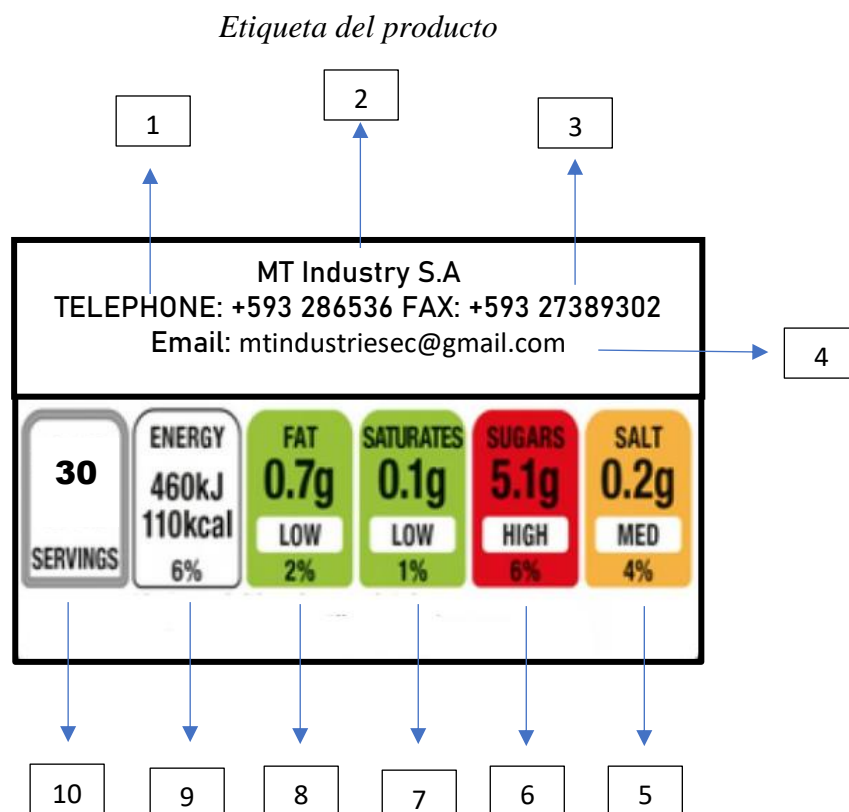 Etiqueta del producto
2
1
3
MT Industry S.A
TELEPHONE: +593 286536 FAX: +593 27389302
Email: mtindustriesec@gmail.com
4
30
SERVINGS
ENERGY
460kJ
110kcal
6%
FAT
0.7g
LOW
2%
SATURATES
0.1g
LOW
1%
SUGARS
5.1g
HIGH
6%
SALT
0.2g
MED
4%
10
9
8
7
6
5